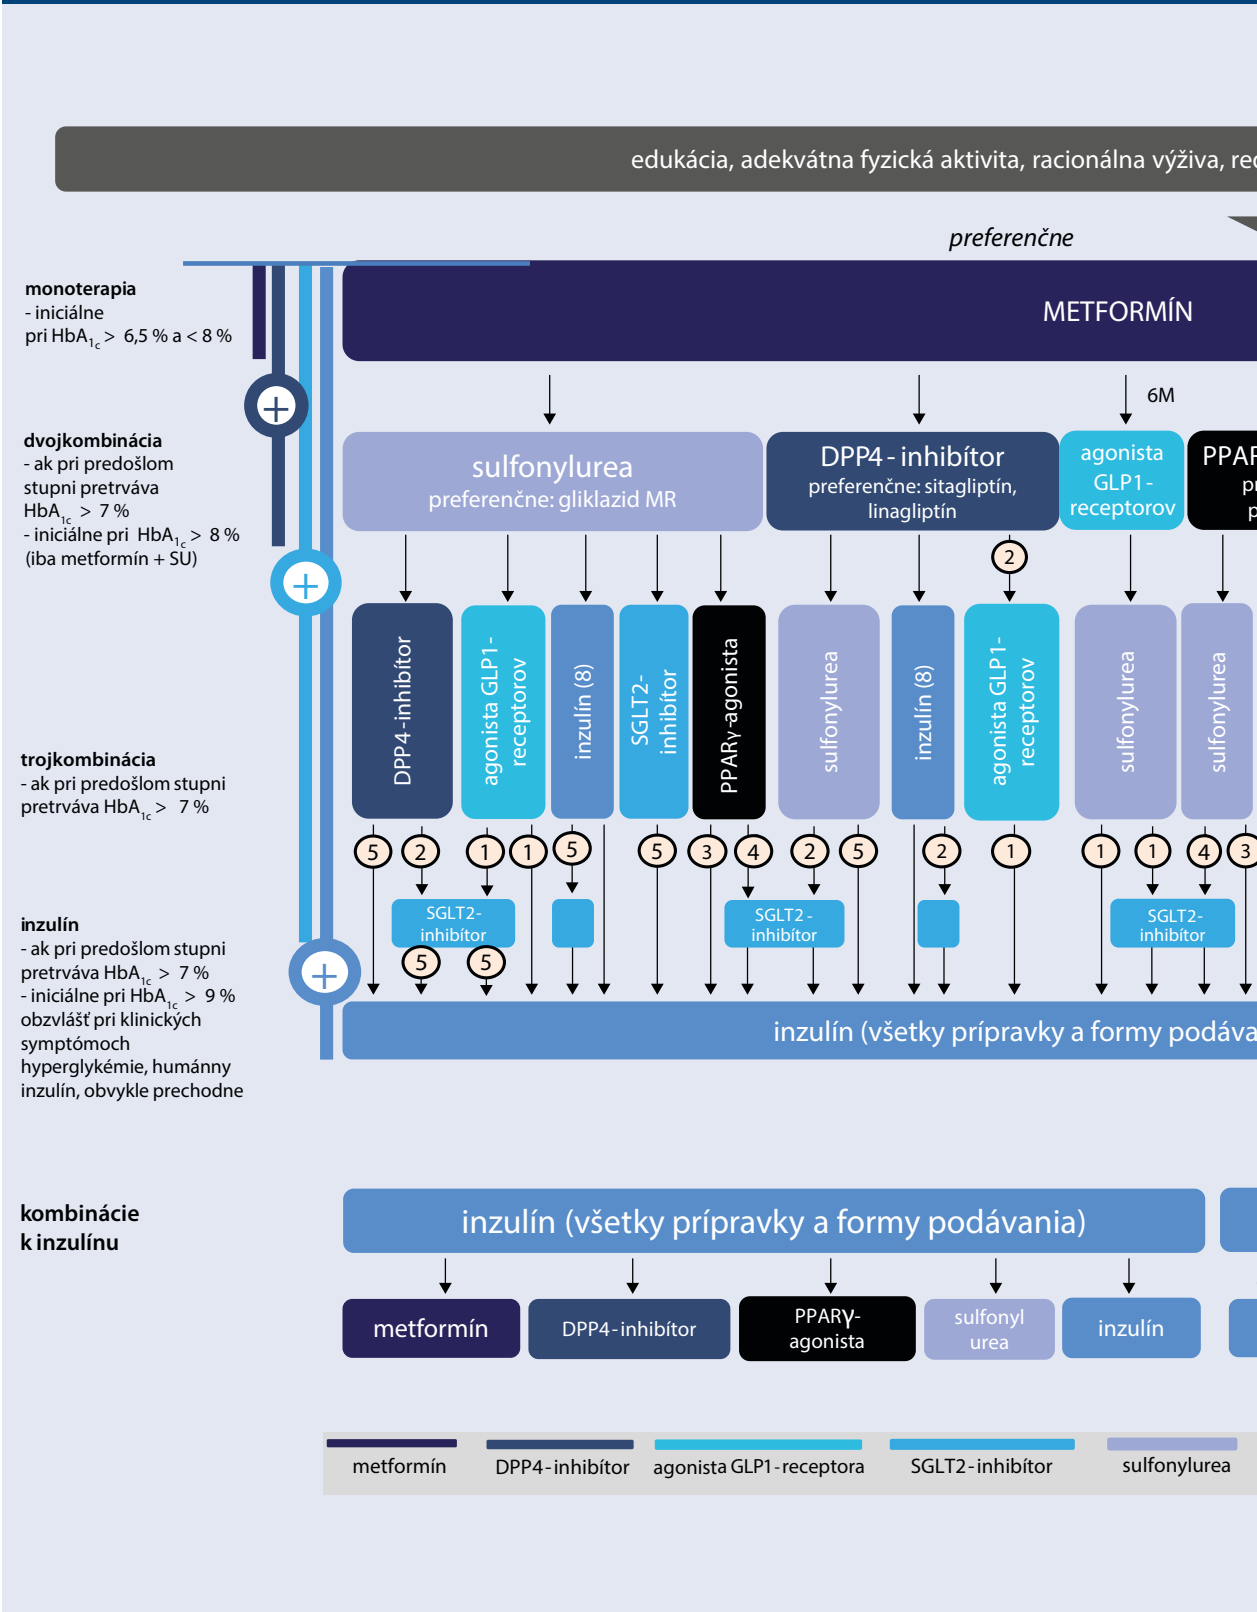 edukácia, adekvátna fyzická aktivita, racionálna výživa,
preferenčne
METFORMÍN
monoterapia
- iniciálne
pri HbA1c > 6,5 % a < 8 %
6M
dvojkombinácia
- ak pri predošlom
stupni pretrváva
HbA1c > 7 %
- iniciálne pri HbA1c > 8 %
(iba metformín + SU)
sulfonylurea
preferenčne: gliklazid MR
DPP4-inhibítor
preferenčne: sitagliptín,
linagliptín
agonista
GLP1-
receptorov
PPAR
2
DPP4-inhibítor
agonista GLP1-
receptorov
inzulín (8)
SGLT2-
inhibítor
PPARγ-agonista
sulfonylurea
inzulín (8)
agonista GLP1-
receptorov
sulfonylurea
sulfonylurea
trojkombinácia
- ak pri predošlom stupni
pretrváva HbA1c > 7 %
5 2 1 1 5 5 3 4 2 5 2 1 1 1 4 3
SGLT2-
inhibítor
SGLT2-
inhibítor
SGLT2-
inhibítor
5 5
inzulín
- ak pri predošlom stupni
pretrváva HbA1c > 7 %
- iniciálne pri HbA1c > 9 %
obzvlášť pri klinických
symptómoch
hyperglykémie, humánny
inzulín, obvykle prechodne
inzulín (všetky prípravky a formy podáva
kombinácie
k inzulínu
inzulín (všetky prípravky a formy podávania)
metformín
DPP4-inhibítor
PPARγ-
agonista
sulfonyl
urea
inzulín
metformín
DPP4-inhibítor
agonista GLP1-receptora
SGLT2-inhibítor
sulfonylurea